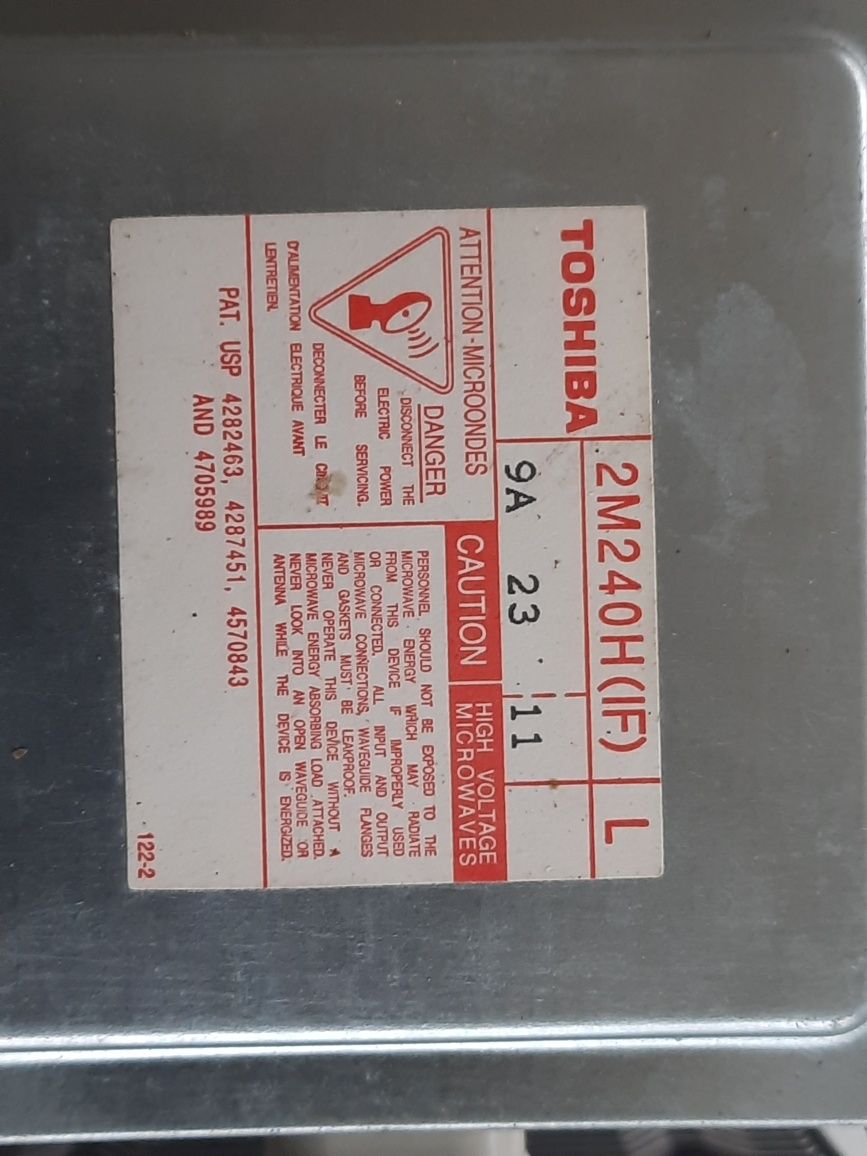 TOSHIBA 2M240H(IF) L
9A 23 11
ATTENTION-MICROONDES
DANGER
DISCONNECT THE
ELECTRIC POWER
BEFORE SERVICING.
DECONNECTER LE CIRCUIT
D'ALIMENTATION ELECTRIQUE AVANT
LENTRETIEN.
CAUTION HIGH VOLTAGE
MICROWAVES
PERSONNEL SHOULD NOT BE EXPOSED TO THE
MICROWAVE ENERGY WHICH MAY RADIATE
FROM THIS DEVICE IF IMPROPERLY USED
OR CONNECTED. ALL INPUT AND OUTPUT
MICROWAVE CONNECTIONS, WAVEGUIDE FLANGES
AND GASKETS MUST BE LEAKPROOF.
NEVER OPERATE THIS DEVICE WITHOUT A
MICROWAVE ENERGY ABSORBING LOAD ATTACHED.
NEVER LOOK INTO AN OPEN WAVEGUIDE OR
ANTENNA WHILE THE DEVICE IS ENERGIZED.
PAT. USP 4282463, 4287451, 4570843
AND 4705989
122-2